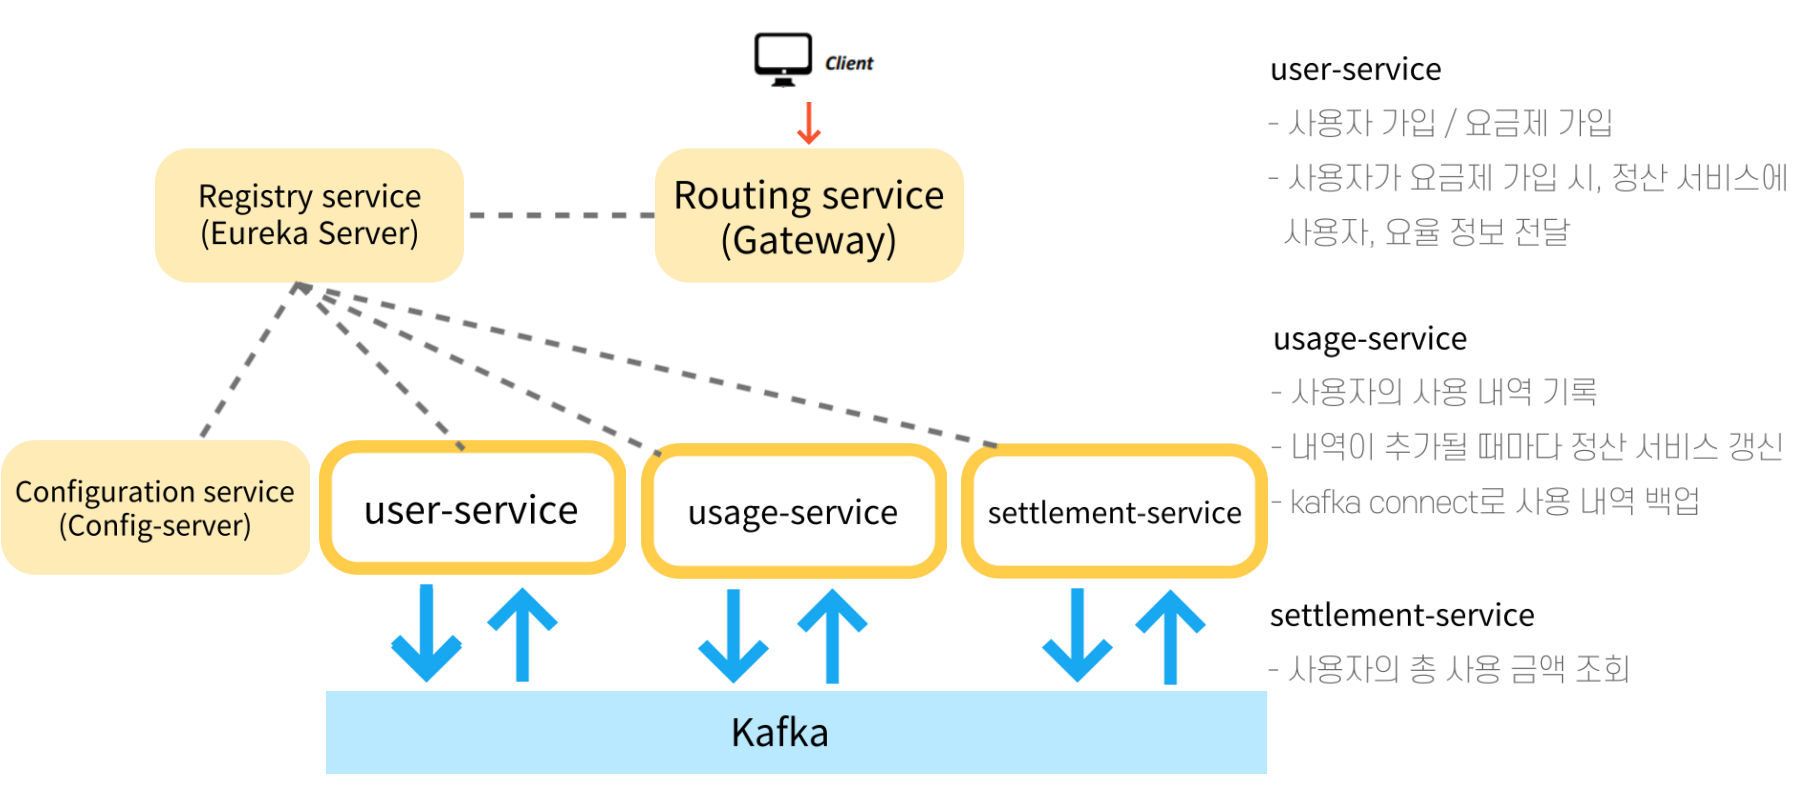 Client
Registry service
(Eureka Server)
Routing service
(Gateway)
Configuration service
(Config-server)
user-service
usage-service
settlement-service
Kafka
user-service
- 사용자 가입 / 요금제 가입
- 사용자가 요금제 가입 시, 정산 서비스에
사용자, 요율 정보 전달
usage-service
- 사용자의 사용 내역 기록
- 내역이 추가될 때마다 정산 서비스 갱신
- kafka connect로 사용 내역 백업
settlement-service
- 사용자의 총 사용 금액 조회